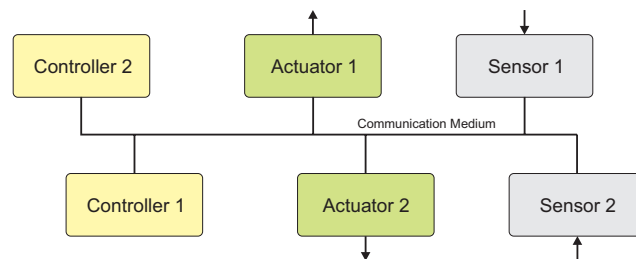 Controller 2
Actuator 1
Sensor 1
Communication Medium
Controller 1
Actuator 2
Sensor 2